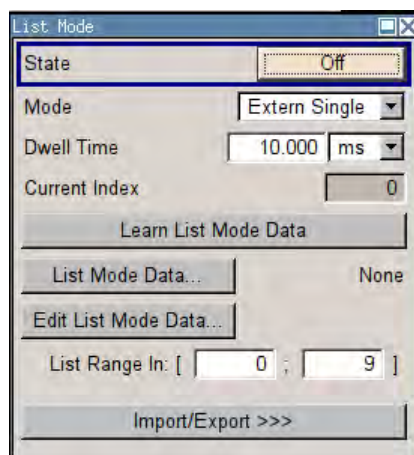 List Mode
State Off
Mode Extern Single
Dwell Time 10.000 ms
Current Index 0
Learn List Mode Data
List Mode Data... None
Edit List Mode Data...
List Range In: [ 0 ; 9 ]
Import/Export >>>